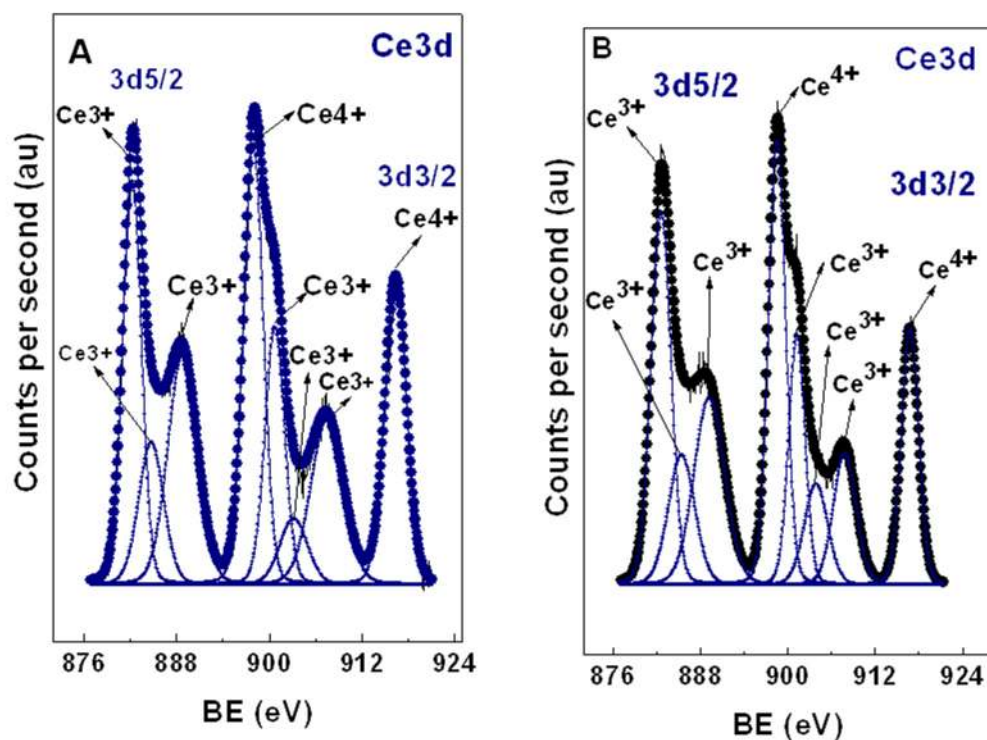 A
Ce3d
3d5/2
Ce3+
Ce4+
3d3/2
Ce4+
Ce3+
Ce3+
Ce3+
Ce3+
Ce3+
Counts per second (au)
876 888 900 912 924
BE (eV)
B
Ce3d
3d5/2
Ce4+
Ce3+
3d3/2
Ce3+
Ce3+
Ce3+
Ce4+
Ce3+
Ce3+
Counts per second (au)
876 888 900 912 924
BE (eV)